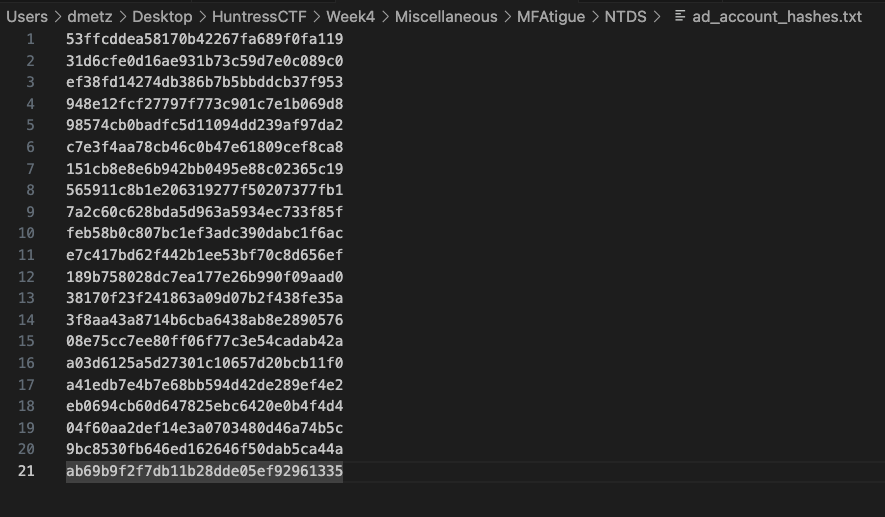 Users > dmetz > Desktop > HuntressCTF > Week4 > Miscellaneous > MFAtigue > NTDS > ad_account_hashes.txt
1 53ffcddea58170b42267fa689f0fa119
2 31d6cfe0d16ae931b73c59d7e0c089c0
3 ef38fd14274db386b7b5bbddcb37f953
4 948e12fcf27797f773c901c7e1b069d8
5 98574cb0badfc5d11094dd239af97da2
6 c7e3f4aa78cb46c0b47e61809cef8ca8
7 151cb8e8e6b942bb0495e88c02365c19
8 565911c8b1e206319277f50207377fb1
9 7a2c60c628bda5d963a5934ec733f85f
10 feb58b0c807bc1ef3adc390dabc1f6ac
11 e7c417bd62f442b1ee53bf70c8d656ef
12 189b758028dc7ea177e26b990f09aad0
13 38170f23f241863a09d07b2f438fe35a
14 3f8aa43a8714b6cba6438ab8e2890576
15 08e75cc7ee80ff06f77c3e54cadab42a
16 a03d6125a5d27301c10657d20bcb11f0
17 a41edb7e4b7e68bb594d42de289ef4e2
18 eb0694cb60d647825ebc6420e0b4f4d4
19 04f60aa2def14e3a0703480d46a74b5c
20 9bc8530fb646ed162646f50dab5ca44a
21 ab69b9f2f7db11b28dde05ef92961335